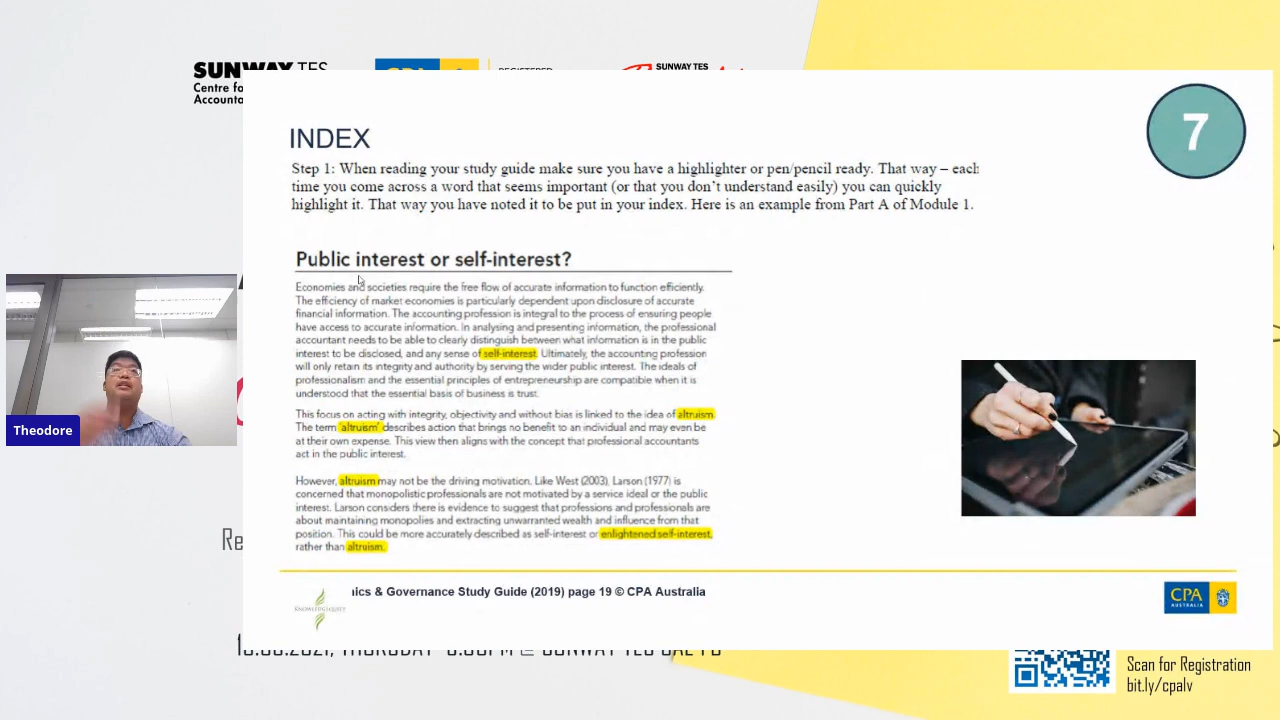 SUNWAY TES
Centre fo
Accounta
CPA
REGISTERED
SUNWAY TES
7
INDEX
Step 1: When reading your study guide make sure you have a highlighter or pen/pencil ready. That way – each
time you come across a word that seems important (or that you don't understand easily) you can quickly
highlight it. That way you have noted it to be put in your index. Here is an example from Part A of Module 1.
Public interest or self-interest?
Economies and societies require the free flow of accurate information to function efficiently.
The efficiency of market economies is particularly dependent upon disclosure of accurate
financial information. The accounting profession is integral to the process of ensuring people
have access to accurate information. In analysing and presenting information, the professional
accountant needs to be able to clearly distinguish between what information is in the public
interest to be disclosed, and any sense of self-interest. Ultimately, the accounting profession
will only retain its integrity and authority by serving the wider public interest. The ideals of
professionalism and the essential principles of entrepreneurship are compatible when it is
understood that the essential basis of business is trust.
This focus on acting with integrity, objectivity and without bias is linked to the idea of altruism.
The term 'altruism' describes action that brings no benefit to an individual and may even be
at their own expense. This view then aligns with the concept that professional accountants
act in the public interest.
However, altruism may not be the driving motivation. Like West (2003), Larson (1977) is
concerned that monopolistic professionals are not motivated by a service ideal or the public
interest. Larson considers there is evidence to suggest that professions and professionals are
about maintaining monopolies and extracting unwarranted wealth and influence from that
position. This could be more accurately described as self-interest or enlightened self-interest,
rather than altruism.
Theodore
Re
ics & Governance Study Guide (2019) page 19 © CPA Australia
KNOWLEDGEQUITY
CPA
AUSTRALIA
Scan for Registration
bit.ly/cpalv